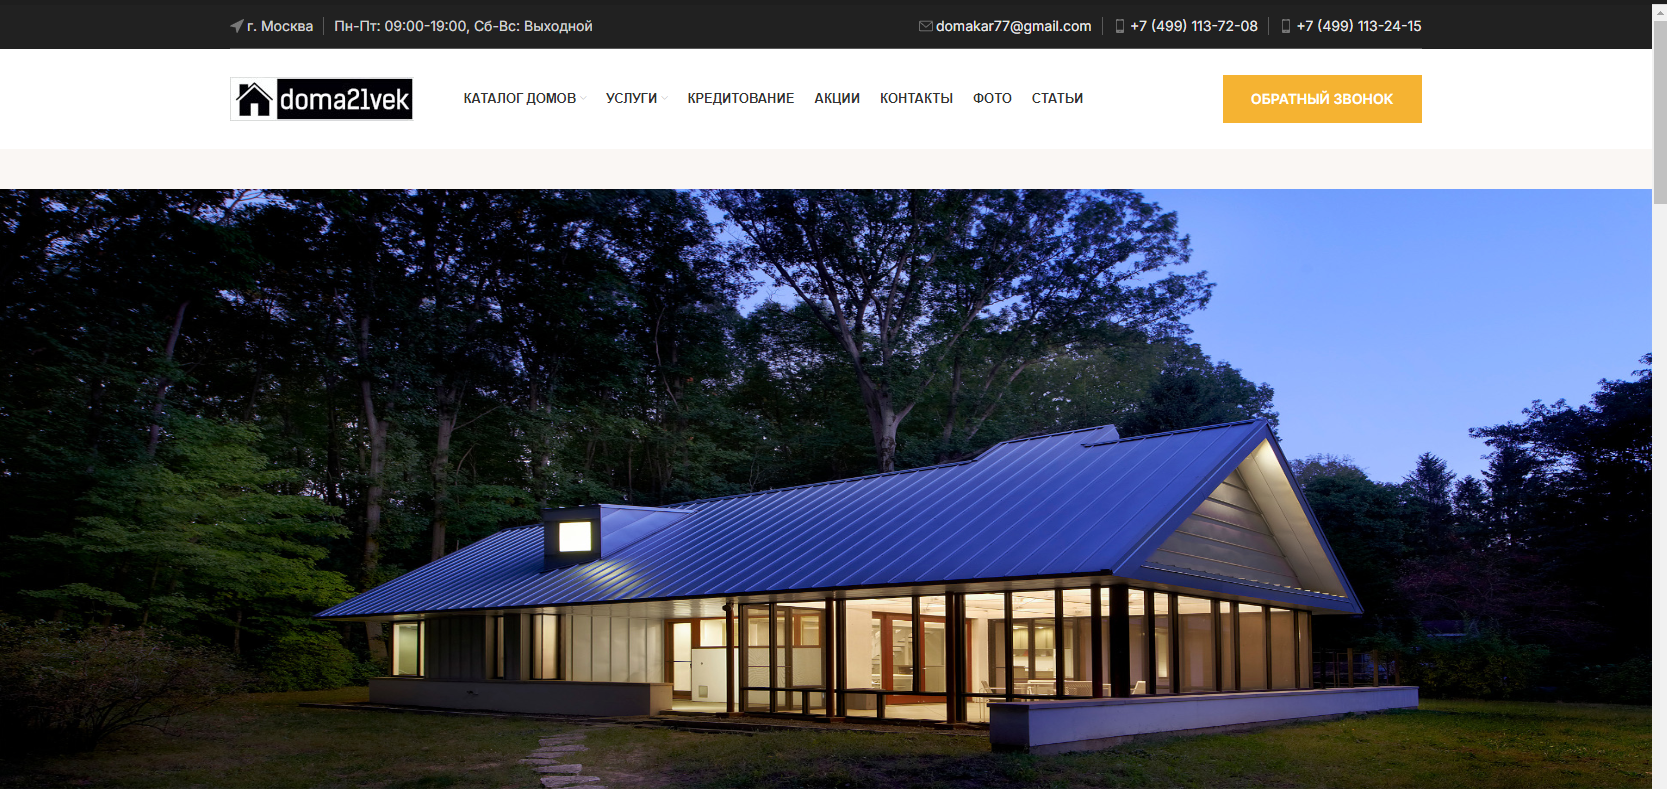 г. Москва
Пн-Пт: 09:00-19:00, Сб-Вс: Выходной
domakar77@gmail.com
+7 (499) 113-72-08
+7 (499) 113-24-15
doma21vek
КАТАЛОГ ДОМОВ
УСЛУГИ
КРЕДИТОВАНИЕ
АКЦИИ
КОНТАКТЫ
ФОТО
СТАТЬИ
ОБРАТНЫЙ ЗВОНОК